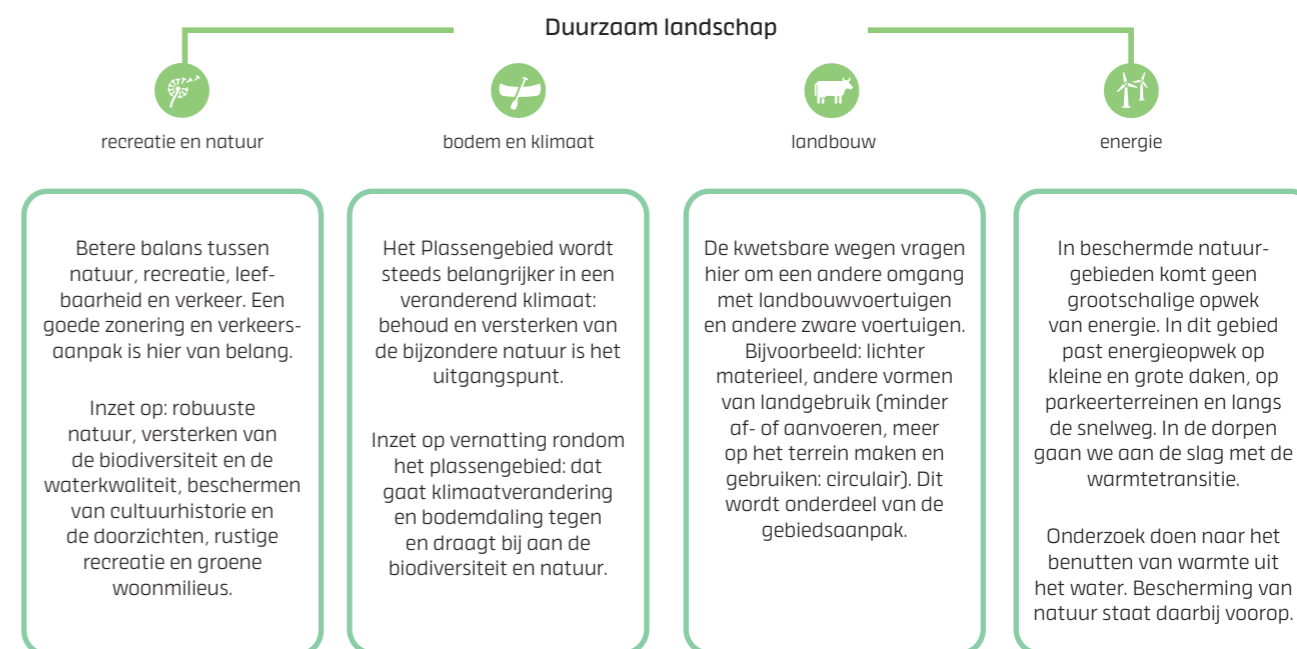 Duurzaam landschap
recreatie en natuur
Betere balans tussen
natuur, recreatie, leef-
baarheid en verkeer. Een
goede zonering en verkeers-
aanpak is hier van belang.
Inzet op: robuuste
natuur, versterken van
de biodiversiteit en de
waterkwaliteit, beschermen
van cultuurhistorie en
de doorzichten, rustige
recreatie en groene
woonmilieus.
bodem en klimaat
Het Plassengebied wordt
steeds belangrijker in een
veranderend klimaat:
behoud en versterken van
de bijzondere natuur is het
uitgangspunt.
Inzet op vernatting rondom
het plassengebied: dat
gaat klimaatverandering
en bodemdaling tegen
en draagt bij aan de
biodiversiteit en natuur.
landbouw
De kwetsbare wegen vragen
hier om een andere omgang
met landbouwvoertuigen
en andere zware voertuigen.
Bijvoorbeeld: lichter
materieel, andere vormen
van landgebruik (minder
af- of aanvoeren, meer
op het terrein maken en
gebruiken: circulair). Dit
wordt onderdeel van de
gebiedsaanpak.
energie
In beschermde natuur-
gebieden komt geen
grootschalige opwek
van energie. In dit gebied
past energieopwek op
kleine en grote daken, op
parkeerterreinen en langs
de snelweg. In de dorpen
gaan we aan de slag met de
warmtetransitie.
Onderzoek doen naar het
benutten van warmte uit
het water. Bescherming van
natuur staat daarbij voorop.